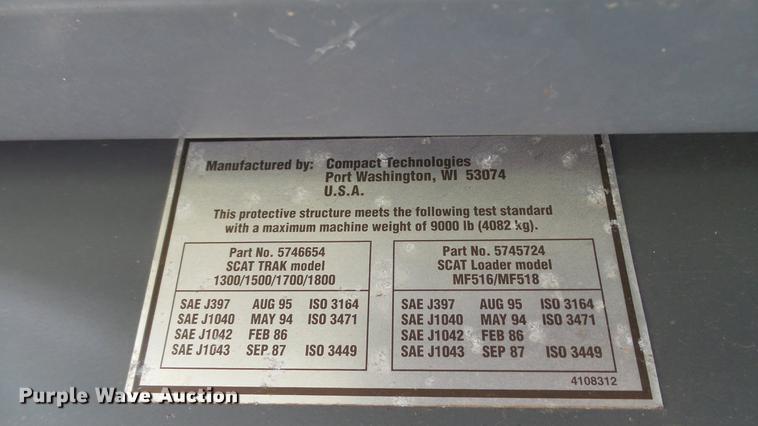 Manufactured by: Compact Technologies
Port Washington, WI 53074
U.S.A.
This protective structure meets the following test standard
with a maximum machine weight of 9000 lb (4082 kg).
Part No. 5746654
SCAT TRAK model
1300/1500/1700/1800
SAE J397 AUG 95 ISO 3164
SAE J1040 MAY 94 ISO 3471
SAE J1042 FEB 86
SAE J1043 SEP 87 ISO 3449
Part No. 5745724
SCAT Loader model
MF516/MF518
SAE J397 AUG 95 ISO 3164
SAE J1040 MAY 94 ISO 3471
SAE J1042 FEB 86
SAE J1043 SEP 87 ISO 3449
4108312
Purple Wave Auction